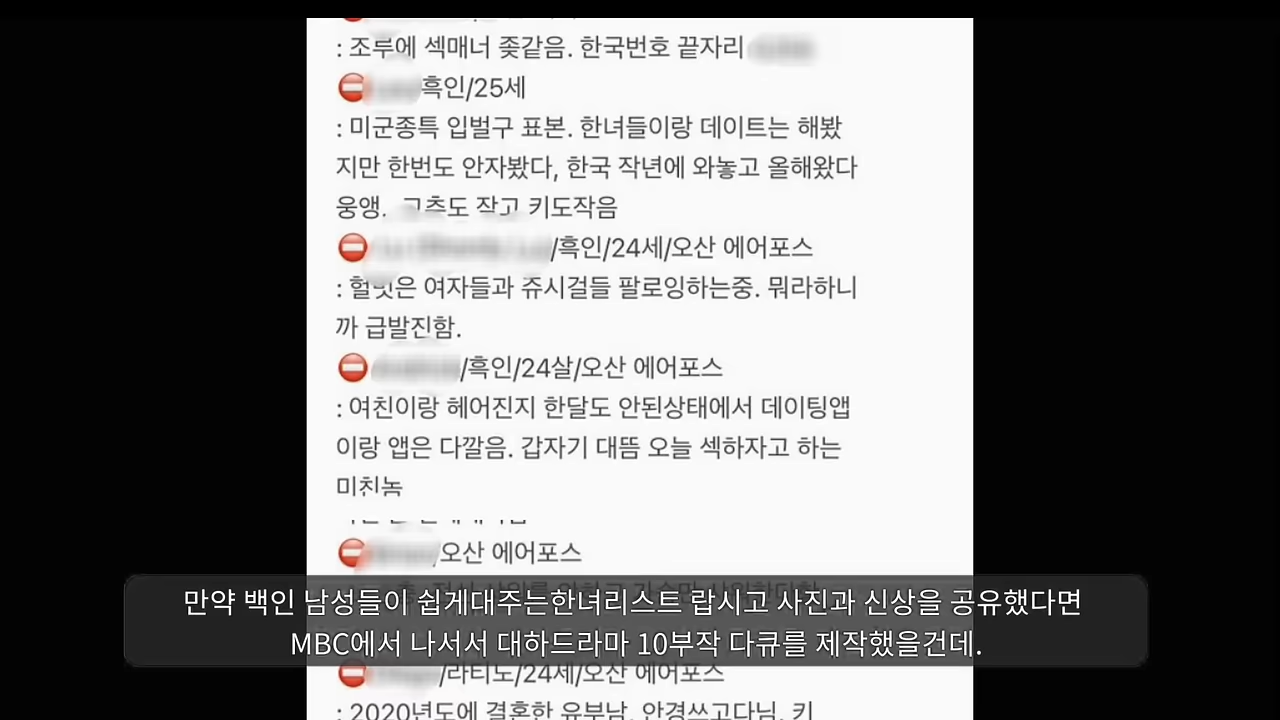 : 조루에 섹매너 좆같음. 한국번호 끝자리
흑인/25세
: 미군종특 입벌구 표본. 한녀들이랑 데이트는 해봤
지만 한번도 안자봤다, 한국 작년에 와놓고 올해왔다
웅앵. 고추도 작고 키도작음
/흑인/24세/오산 에어포스
: 헐벗은 여자들과 쥬시걸들 팔로잉하는중. 뭐라하니
까 급발진함.
/흑인/24살/오산 에어포스
: 여친이랑 헤어진지 한달도 안된상태에서 데이팅앱
이랑 앱은 다깔음. 갑자기 대뜸 오늘 섹하자고 하는
미친놈
/오산 에어포스
만약 백인 남성들이 쉽게대주는한녀리스트 랍시고 사진과 신상을 공유했다면
MBC에서 나서서 대하드라마 10부작 다큐를 제작했을건데.
/라티노/24세/오산 에어포스
: 2020년도에 결혼한 유부남. 안경쓰고다님. 키